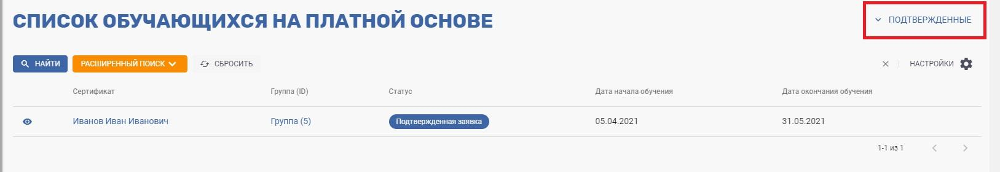 СПИСОК ОБУЧАЮЩИХСЯ НА ПЛАТНОЙ ОСНОВЕ
ПОДТВЕРЖДЕННЫЕ
НАЙТИ РАСШИРЕННЫЙ ПОИСК СБРОСИТЬ НАСТРОЙКИ
Сертификат Группа (ID) Статус Дата начала обучения Дата окончания обучения
Иванов Иван Иванович Группа (5) Подтвержденная заявка 05.04.2021 31.05.2021
1-1 из 1